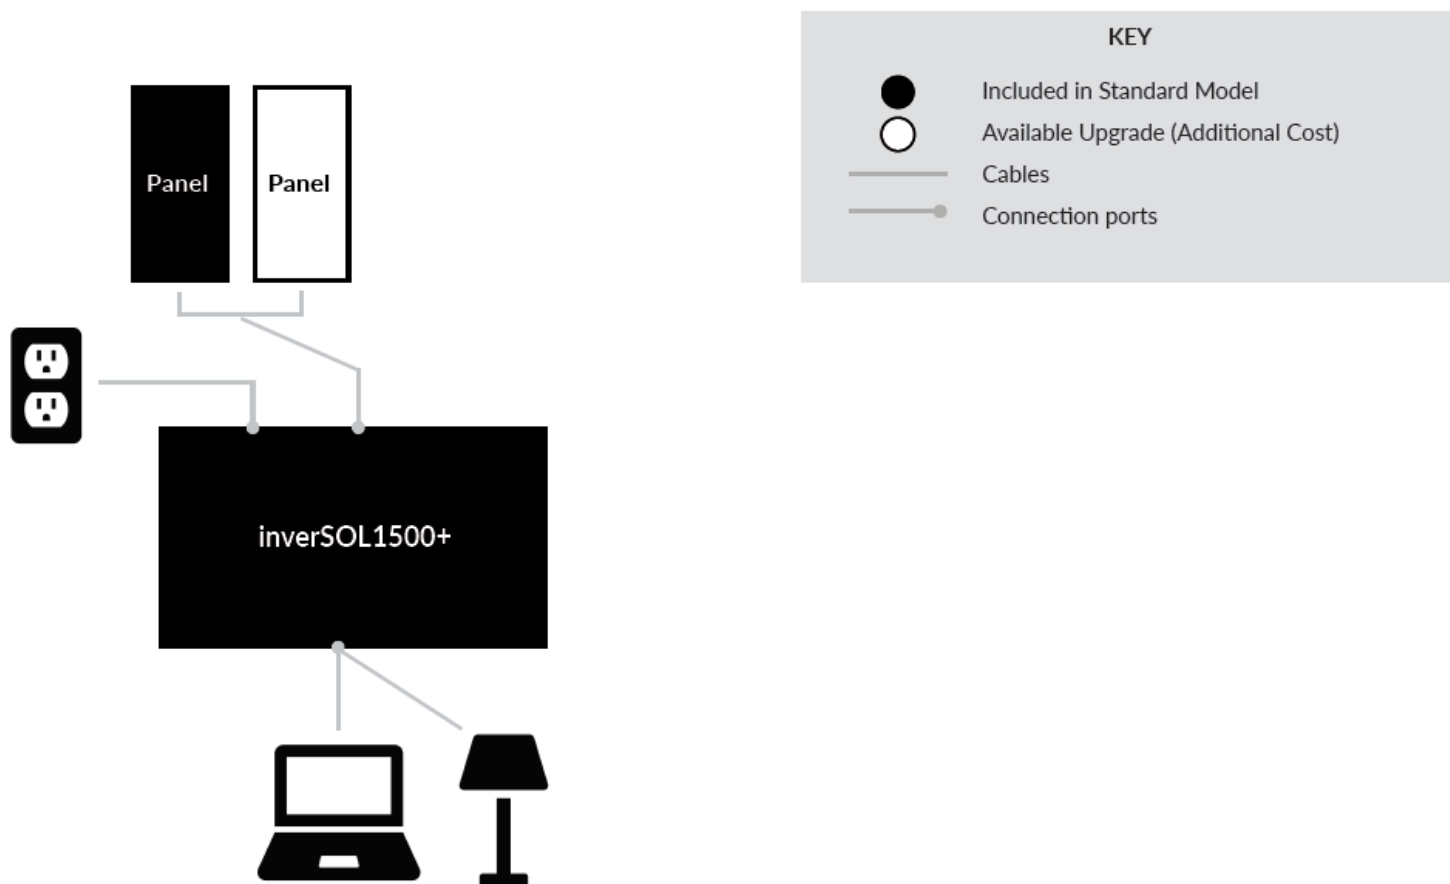 KEY
Included in Standard Model
Available Upgrade (Additional Cost)
Cables
Connection ports
Panel
Panel
inverSOL1500+